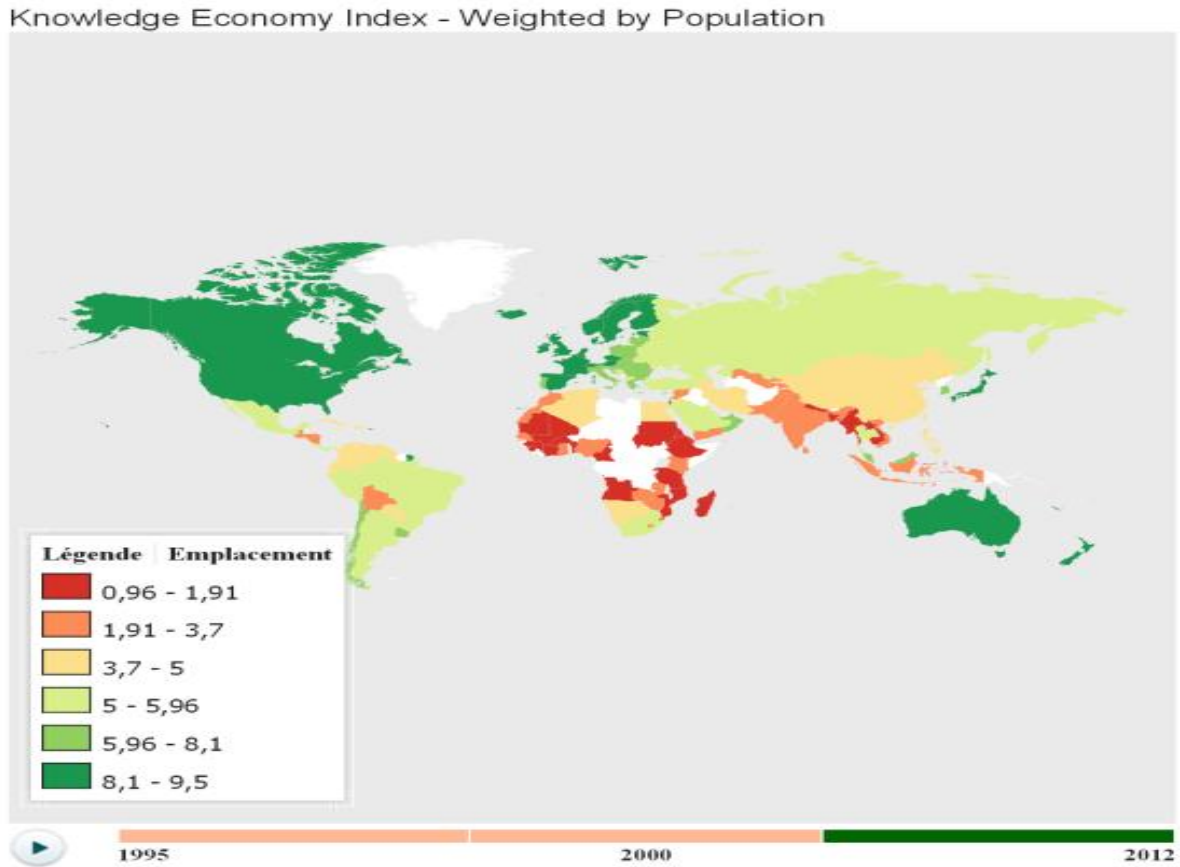 Knowledge Economy Index - Weighted by Population
Légende Emplacement
0,96 - 1,91
1,91 - 3,7
3,7 - 5
5 - 5,96
5,96 - 8,1
8,1 - 9,5
1995 2000 2012